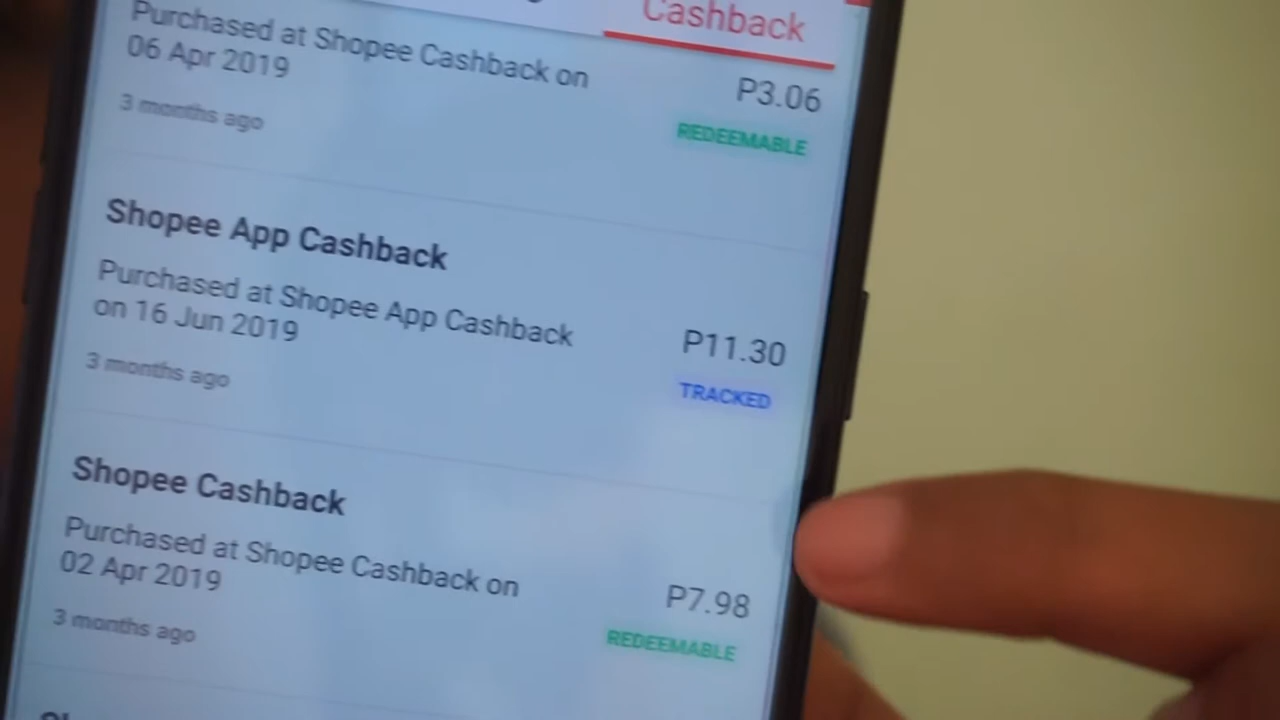 Cashback
Purchased at Shopee Cashback on
06 Apr 2019
P3.06
3 months ago
REDEEMABLE
Shopee App Cashback
Purchased at Shopee App Cashback
on 16 Jun 2019
P11.30
3 months ago
TRACKED
Shopee Cashback
Purchased at Shopee Cashback on
02 Apr 2019
P7.98
3 months ago
REDEEMABLE